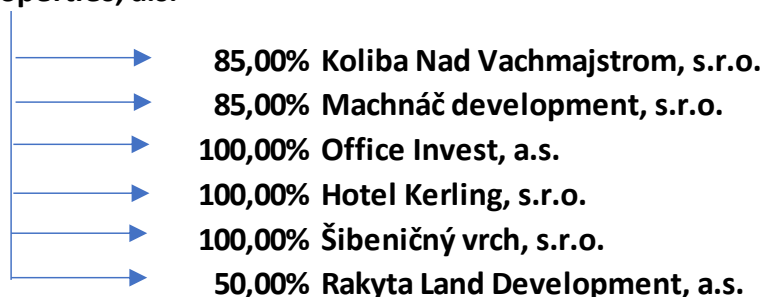 85,00% Koliba Nad Vachmajstrom, s.r.o.
85,00% Machnáč development, s.r.o.
100,00% Office Invest, a.s.
100,00% Hotel Kerling, s.r.o.
100,00% Šibeničný vrch, s.r.o.
50,00% Rakyta Land Development, a.s.